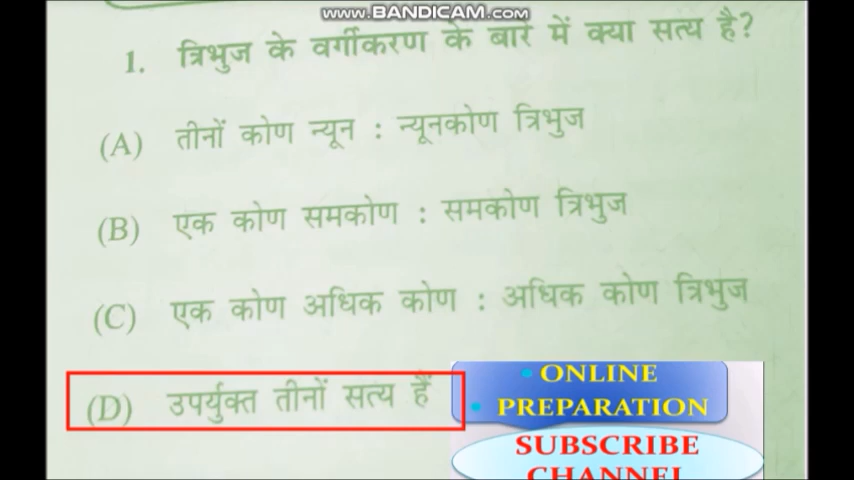 www.BANDICAM.com
1. त्रिभुज के वर्गीकरण के बारे में क्या सत्य है?
(A) तीनों कोण न्यून : न्यूनकोण त्रिभुज
(B) एक कोण समकोण : समकोण त्रिभुज
(C) एक कोण अधिक कोण : अधिक कोण त्रिभुज
(D) उपर्युक्त तीनों सत्य हैं
• ONLINE
• PREPARATION
SUBSCRIBE
CHANNEL